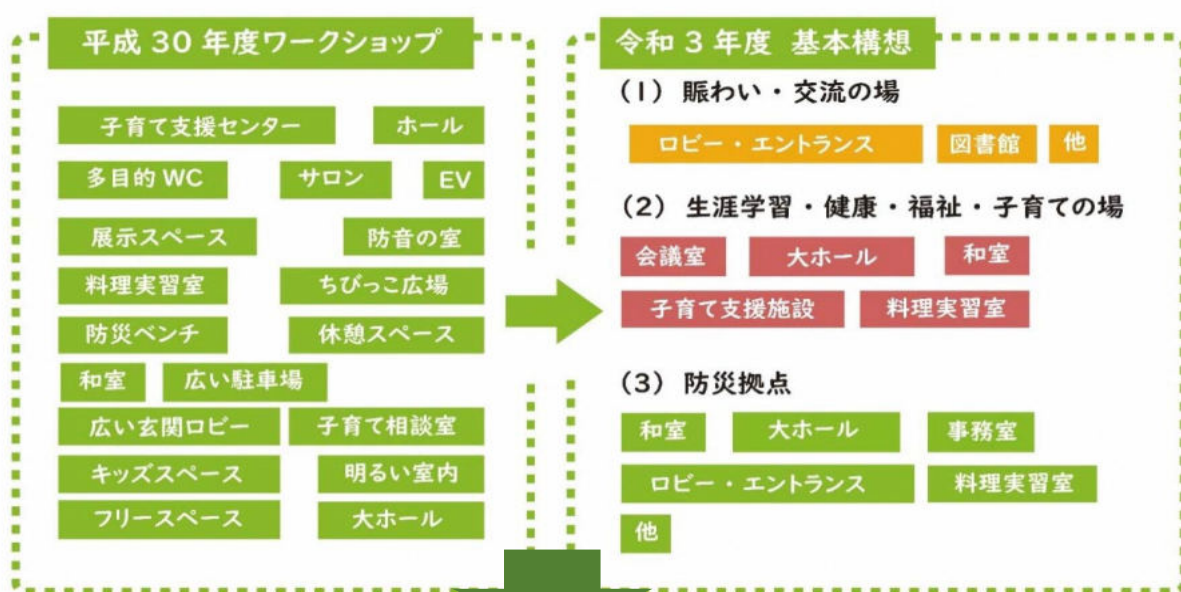 平成 30 年度ワークショップ
子育て支援センター ホール
多目的 WC サロン EV
展示スペース 防音の室
料理実習室 ちびっこ広場
防災ベンチ 休憩スペース
和室 広い駐車場
広い玄関ロビー 子育て相談室
キッズスペース 明るい室内
フリースペース 大ホール
令和 3 年度 基本構想
(1) 賑わい・交流の場
ロビー・エントランス 図書館 他
(2) 生涯学習・健康・福祉・子育ての場
会議室 大ホール 和室
子育て支援施設 料理実習室
(3) 防災拠点
和室 大ホール 事務室
ロビー・エントランス 料理実習室
他